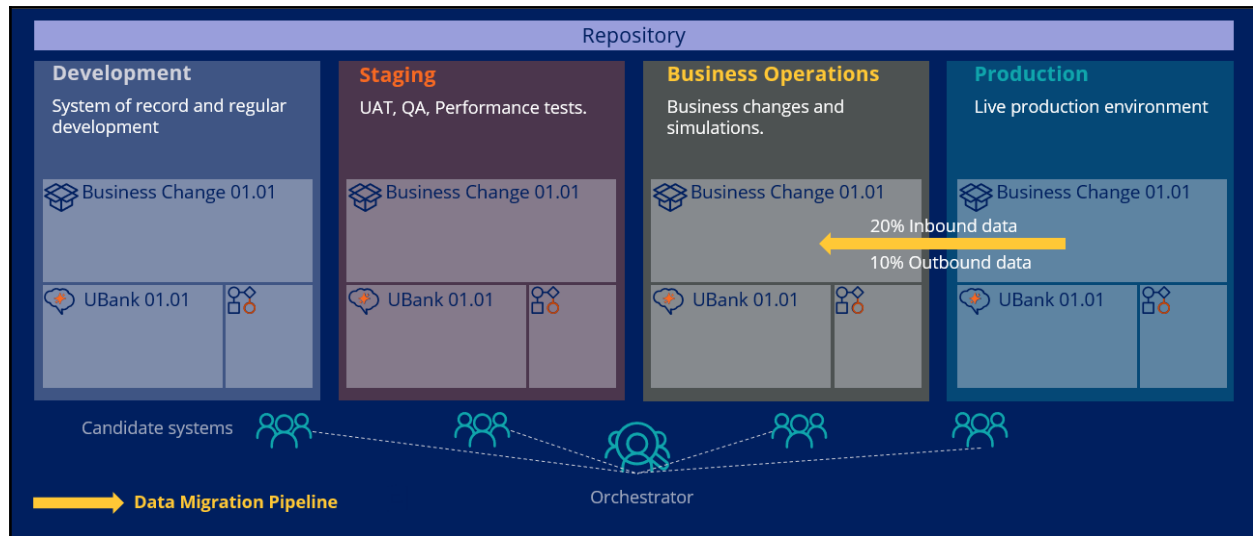 Repository
Development
System of record and regular
development
Business Change 01.01
UBank 01.01
Staging
UAT, QA, Performance tests.
Business Change 01.01
UBank 01.01
Business Operations
Business changes and
simulations.
Business Change 01.01
UBank 01.01
Production
Live production environment
Business Change 01.01
20% Inbound data
10% Outbound data
UBank 01.01
Candidate systems
Orchestrator
Data Migration Pipeline